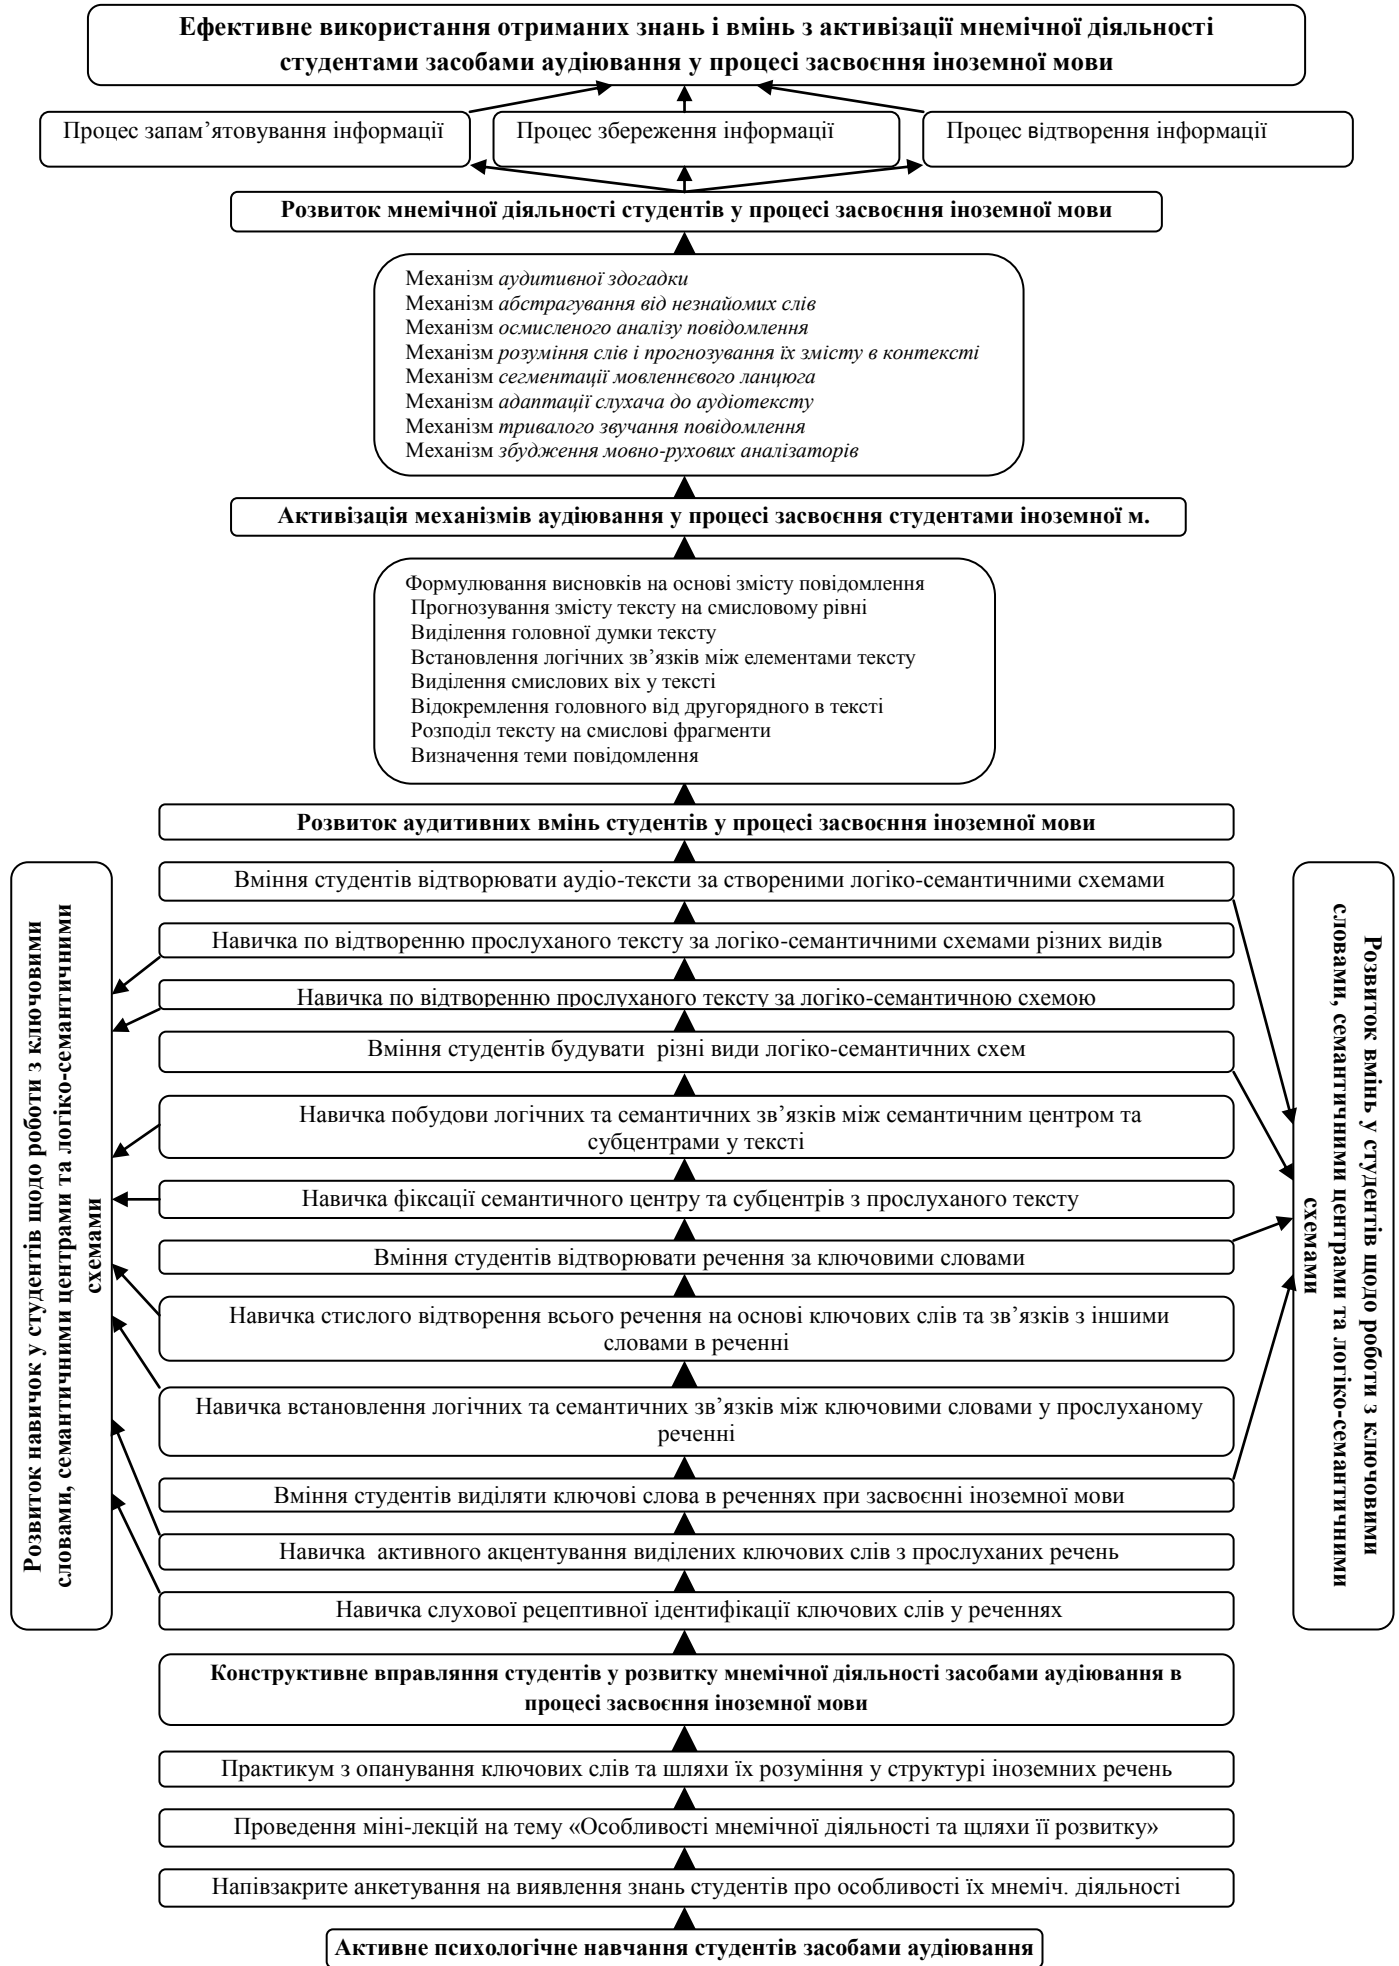 Ефективне використання отриманих знань і вмінь з активізації мнемічної діяльності
студентами засобами аудіювання у процесі засвоєння іноземної мови
Процес запам’ятовування інформації
Процес збереження інформації
Процес відтворення інформації
Розвиток мнемічної діяльності студентів у процесі засвоєння іноземної мови
Механізм аудитивної здогадки
Механізм абстрагування від незнайомих слів
Механізм осмисленого аналізу повідомлення
Механізм розуміння слів і прогнозування їх змісту в контексті
Механізм сегментації мовленнєвого ланцюга
Механізм адаптації слухача до аудіотексту
Механізм тривалого звучання повідомлення
Механізм збудження мовно-рухових аналізаторів
Активізація механізмів аудіювання у процесі засвоєння студентами іноземної м.
Формулювання висновків на основі змісту повідомлення
Прогнозування змісту тексту на смисловому рівні
Виділення головної думки тексту
Встановлення логічних зв’язків між елементами тексту
Виділення смислових віх у тексті
Відокремлення головного від другорядного в тексті
Розподіл тексту на смислові фрагменти
Визначення теми повідомлення
Розвиток аудитивних вмінь студентів у процесі засвоєння іноземної мови
Розвиток навичок у студентів щодо роботи з ключовими
словами, семантичними центрами та логіко-семантичними
схемами
Вміння студентів відтворювати аудіо-тексти за створеними логіко-семантичними схемами
Навичка по відтворенню прослуханого тексту за логіко-семантичними схемами різних видів
Навичка по відтворенню прослуханого тексту за логіко-семантичною схемою
Вміння студентів будувати різні види логіко-семантичних схем
Навичка побудови логічних та семантичних зв’язків між семантичним центром та
субцентрами у тексті
Навичка фіксації семантичного центру та субцентрів з прослуханого тексту
Вміння студентів відтворювати речення за ключовими словами
Навичка стислого відтворення всього речення на основі ключових слів та зв’язків з іншими
словами в реченні
Навичка встановлення логічних та семантичних зв’язків між ключовими словами у прослуханому
реченні
Вміння студентів виділяти ключові слова в реченнях при засвоєнні іноземної мови
Навичка активного акцентування виділених ключових слів з прослуханих речень
Навичка слухової рецептивної ідентифікації ключових слів у реченнях
Розвиток вмінь у студентів щодо роботи з ключовими
словами, семантичними центрами та логіко-семантичними
схемами
Конструктивне вправляння студентів у розвитку мнемічної діяльності засобами аудіювання в
процесі засвоєння іноземної мови
Практикум з опанування ключових слів та шляхи їх розуміння у структурі іноземних речень
Проведення міні-лекцій на тему «Особливості мнемічної діяльності та щляхи її розвитку»
Напівзакрите анкетування на виявлення знань студентів про особливості їх мнеміч. діяльності
Активне психологічне навчання студентів засобами аудіювання